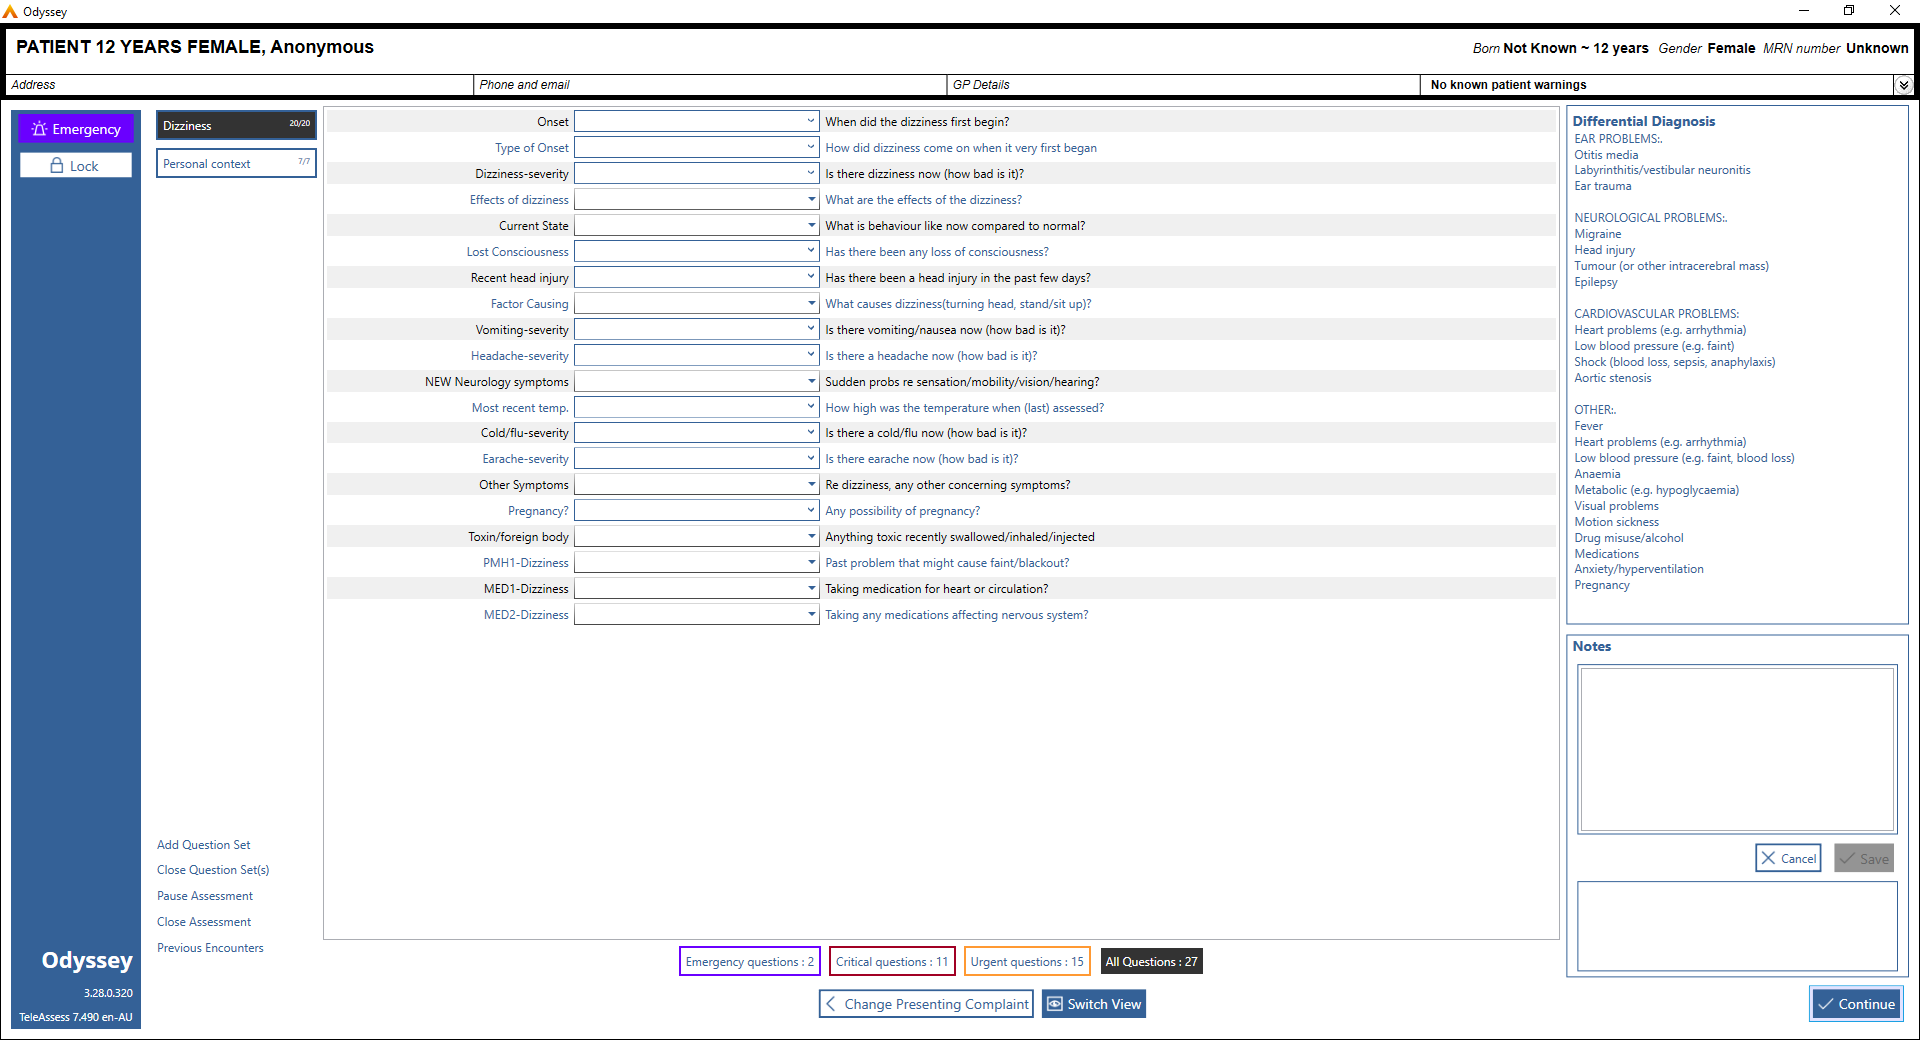 Odyssey
PATIENT 12 YEARS FEMALE, Anonymous
Born Not Known ~ 12 years Gender Female MRN number Unknown
Address
Phone and email
GP Details
No known patient warnings
Emergency
Lock
Dizziness 20/20
Personal context 7/7
Onset When did the dizziness first begin?
Type of Onset How did dizziness come on when it very first began
Dizziness-severity Is there dizziness now (how bad is it)?
Effects of dizziness What are the effects of the dizziness?
Current State What is behaviour like now compared to normal?
Lost Consciousness Has there been any loss of consciousness?
Recent head injury Has there been a head injury in the past few days?
Factor Causing What causes dizziness(turning head, stand/sit up)?
Vomiting-severity Is there vomiting/nausea now (how bad is it)?
Headache-severity Is there a headache now (how bad is it)?
NEW Neurology symptoms Sudden probs re sensation/mobility/vision/hearing?
Most recent temp. How high was the temperature when (last) assessed?
Cold/flu-severity Is there a cold/flu now (how bad is it)?
Earache-severity Is there earache now (how bad is it)?
Other Symptoms Re dizziness, any other concerning symptoms?
Pregnancy? Any possibility of pregnancy?
Toxin/foreign body Anything toxic recently swallowed/inhaled/injected
PMH1-Dizziness Past problem that might cause faint/blackout?
MED1-Dizziness Taking medication for heart or circulation?
MED2-Dizziness Taking any medications affecting nervous system?
Differential Diagnosis
EAR PROBLEMS:.
Otitis media
Labyrinthitis/vestibular neuronitis
Ear trauma
NEUROLOGICAL PROBLEMS:.
Migraine
Head injury
Tumour (or other intracerebral mass)
Epilepsy
CARDIOVASCULAR PROBLEMS:
Heart problems (e.g. arrhythmia)
Low blood pressure (e.g. faint)
Shock (blood loss, sepsis, anaphylaxis)
Aortic stenosis
OTHER:.
Fever
Heart problems (e.g. arrhythmia)
Low blood pressure (e.g. faint, blood loss)
Anaemia
Metabolic (e.g. hypoglycaemia)
Visual problems
Motion sickness
Drug misuse/alcohol
Medications
Anxiety/hyperventilation
Pregnancy
Notes
Cancel
Save
Add Question Set
Close Question Set(s)
Pause Assessment
Close Assessment
Previous Encounters
Odyssey
3.28.0.320
TeleAssess 7.490 en-AU
Emergency questions : 2
Critical questions : 11
Urgent questions : 15
All Questions : 27
Change Presenting Complaint
Switch View
Continue